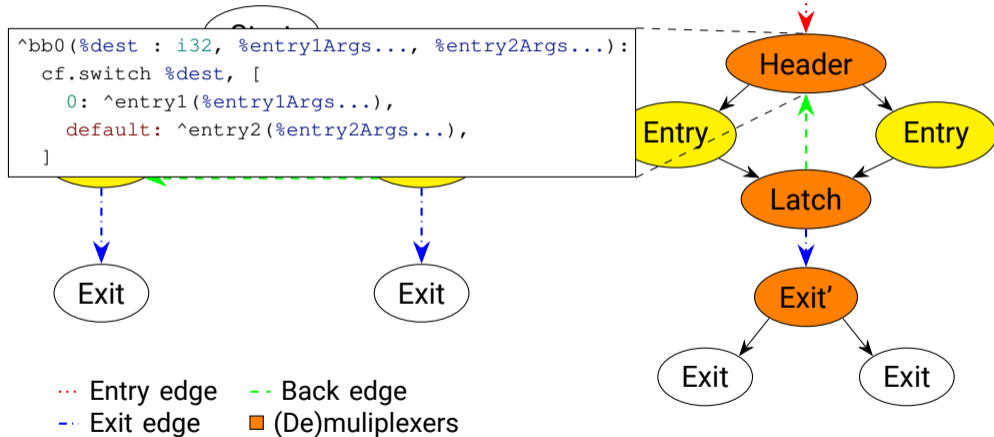 ^bb0(%dest : i32, %entry1Args..., %entry2Args...):
cf.switch %dest, [
0: ^entry1(%entry1Args...),
default: ^entry2(%entry2Args...),
]
Header
Entry
Entry
Latch
Exit
Exit
Exit’
Exit
Exit
Entry edge
Back edge
Exit edge
(De)muliplexers